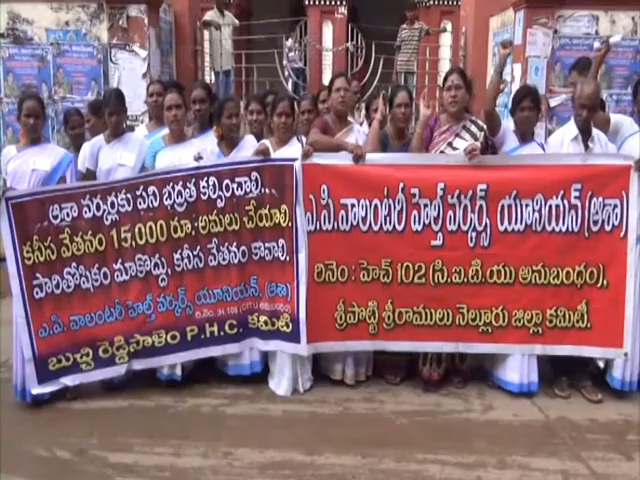 ఆశా వర్కర్లకు పని భద్రత కల్పించాలి...
కనీస వేతనం 15,000 రూ. అమలు చేయాలి.
పారితోషికం మాకొద్దు, కనీస వేతనం కావాలి.
ఎ.పి. వాలంటరీ హెల్త్ వర్కర్స్ యూనియన్, (ఆశా)
బుచ్చి రెడ్డిపాళెం P.H.C. కమిటీ
ఎ.పి.వాలంటరీ హెల్త్ వర్కర్స్ యూనియన్ (ఆశా)
రినెం : హెచ్ 102 (సి.ఐ.టి.యు అనుబంధం),
శ్రీపొట్టి శ్రీరాములు నెల్లూరు జిల్లా కమిటీ.